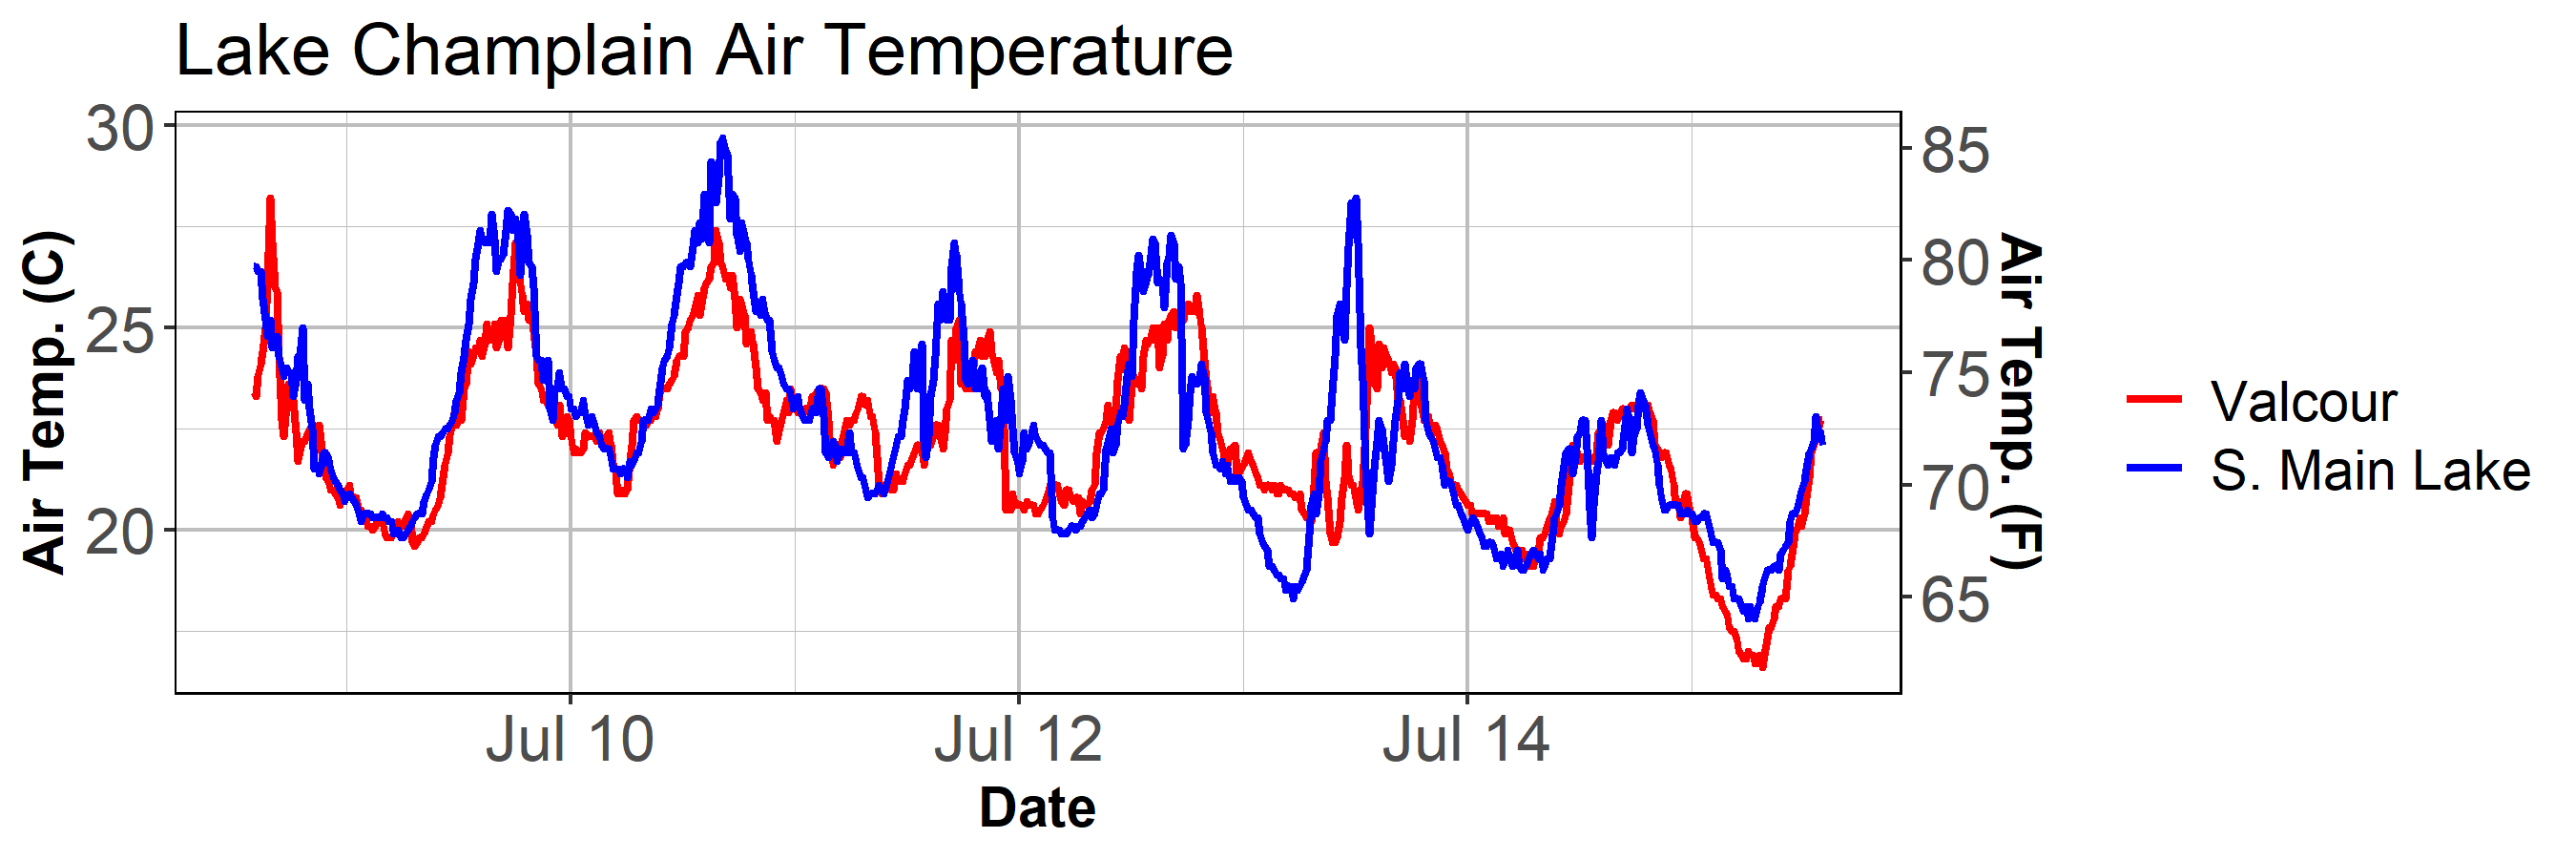 Lake Champlain Air Temperature
30
25
20
Air Temp. (C)
85
80
75
70
65
Air Temp. (F)
Jul 10
Jul 12
Jul 14
Date
Valcour
S. Main Lake